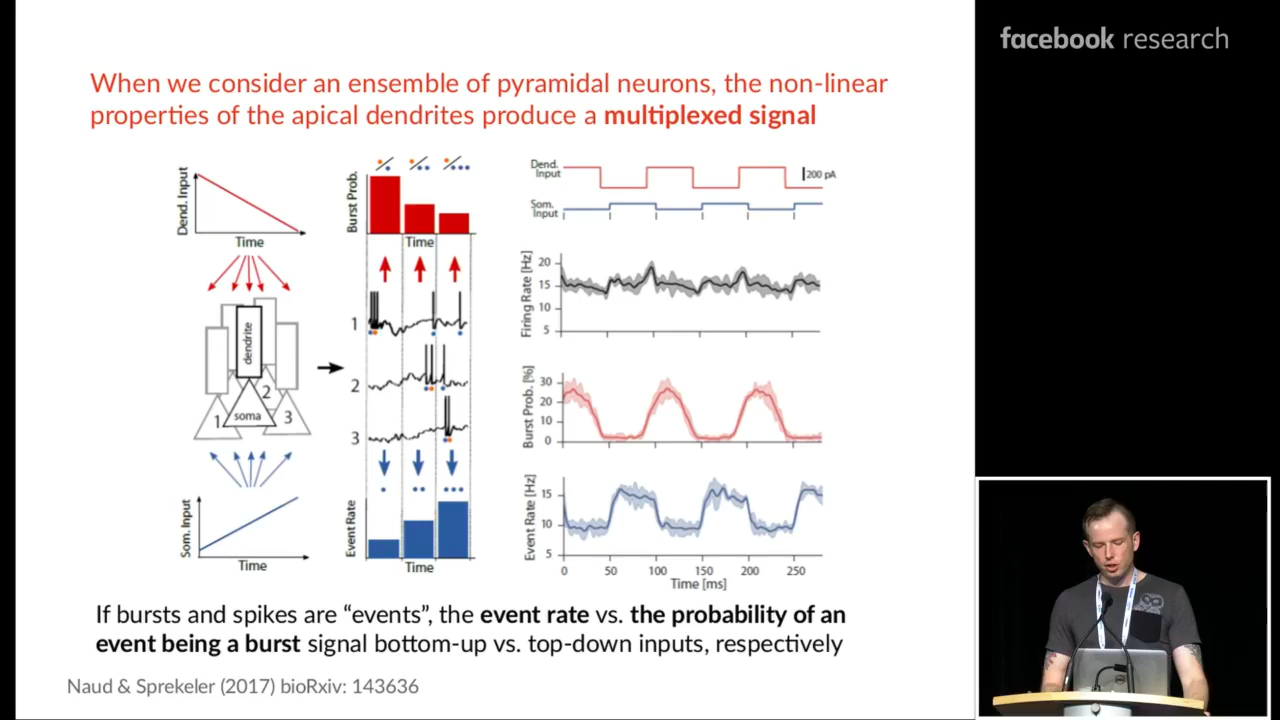 facebook research
When we consider an ensemble of pyramidal neurons, the non-linear
properties of the apical dendrites produce a multiplexed signal
Dend. Input
Time
dendrite
soma
1
2
3
Som. Input
Time
Burst Prob.
Time
1
2
3
Event Rate
Time
Dend.
Input
200 pA
Som.
Input
Firing Rate [Hz]
20
15
10
5
Burst Prob. [%]
30
20
10
0
Event Rate [Hz]
15
10
5
0 50 100 150 200 250
Time [ms]
If bursts and spikes are “events”, the event rate vs. the probability of an
event being a burst signal bottom-up vs. top-down inputs, respectively
Naud & Sprekeler (2017) bioRxiv: 143636